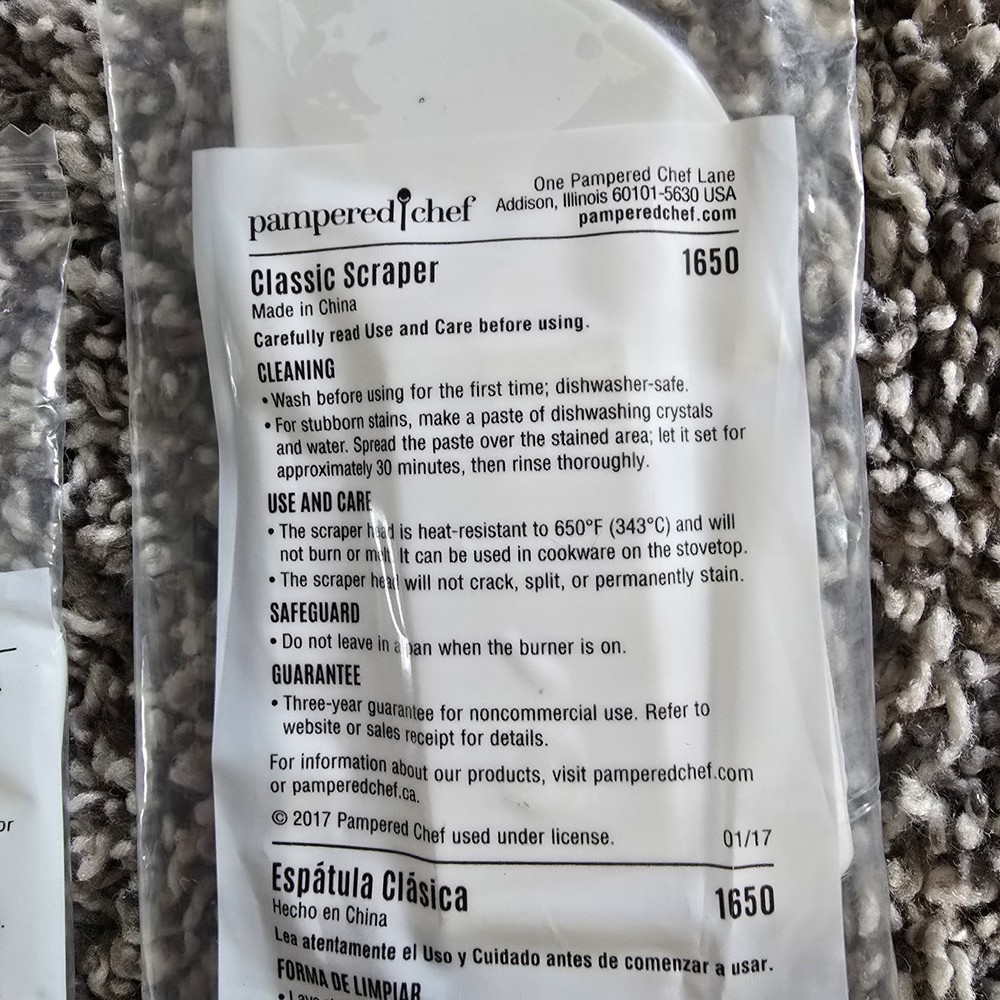 pampered chef
One Pampered Chef Lane
Addison, Illinois 60101-5630 USA
pamperedchef.com
Classic Scraper 1650
Made in China
Carefully read Use and Care before using.
CLEANING
• Wash before using for the first time; dishwasher-safe.
• For stubborn stains, make a paste of dishwashing crystals
and water. Spread the paste over the stained area; let it set for
approximately 30 minutes, then rinse thoroughly.
USE AND CARE
• The scraper head is heat-resistant to 650°F (343°C) and will
not burn or melt. It can be used in cookware on the stovetop.
• The scraper head will not crack, split, or permanently stain.
SAFEGUARD
• Do not leave in a pan when the burner is on.
GUARANTEE
• Three-year guarantee for noncommercial use. Refer to
website or sales receipt for details.
For information about our products, visit pamperedchef.com
or pamperedchef.ca.
© 2017 Pampered Chef used under license. 01/17
Espátula Clásica 1650
Hecho en China
Lea atentamente el Uso y Cuidado antes de comenzar a usar.
FORMA DE LIMPIAR